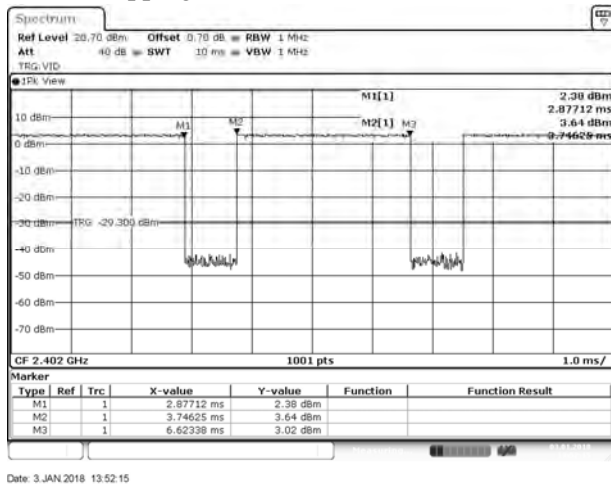 Spectrum
Ref Level 20.70 dBm Offset 0.70 dB RBW 1 MHz
Att 40 dB SWT 10 ms VBW 1 MHz
TRG:VID
1Pk View
M1[1] 2.38 dBm
2.87712 ms
10 dBm M1 M2 M2[1] M3 3.64 dBm
3.74625 ms
0 dBm
-10 dBm
-20 dBm
-30 dBm TRG -29.300 dBm
-40 dBm
-50 dBm
-60 dBm
-70 dBm
CF 2.402 GHz 1001 pts 1.0 ms/
Marker
Type Ref Trc X-value Y-value Function Function Result
M1 1 2.87712 ms 2.38 dBm
M2 1 3.74625 ms 3.64 dBm
M3 1 6.62338 ms 3.02 dBm
Date: 3.JAN.2018 13:52:15